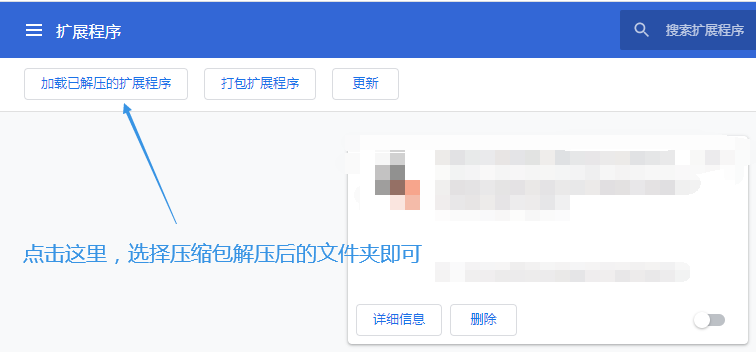 扩展程序
搜索扩展程序
加载已解压的扩展程序
打包扩展程序
更新
点击这里，选择压缩包解压后的文件夹即可
详细信息
删除